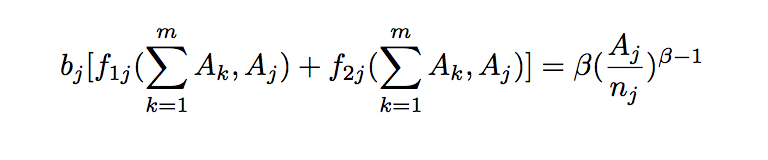 b_j[f_{1j}(\sum_{k=1}^{m} A_k, A_j) + f_{2j}(\sum_{k=1}^{m} A_k, A_j)] = \beta(\frac{A_j}{n_j})^{\beta-1}